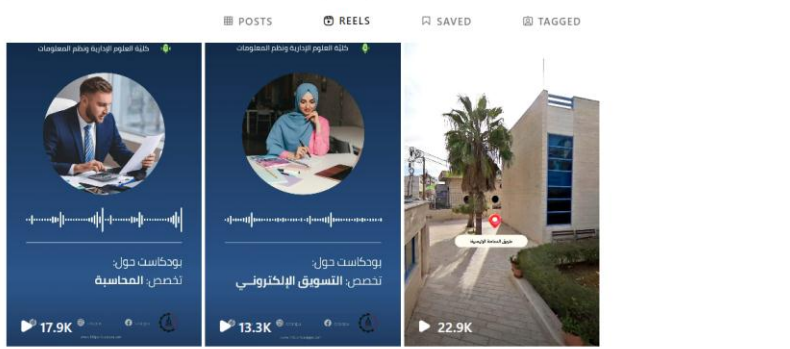 POSTS
REELS
SAVED
TAGGED
كلية العلوم الإدارية ونظم المعلومات
بودكاست حول:
تخصص: المحاسبة
17.9K
كلية العلوم الإدارية ونظم المعلومات
بودكاست حول:
تخصص: التسويق الإلكترونـي
13.3K
22.9K